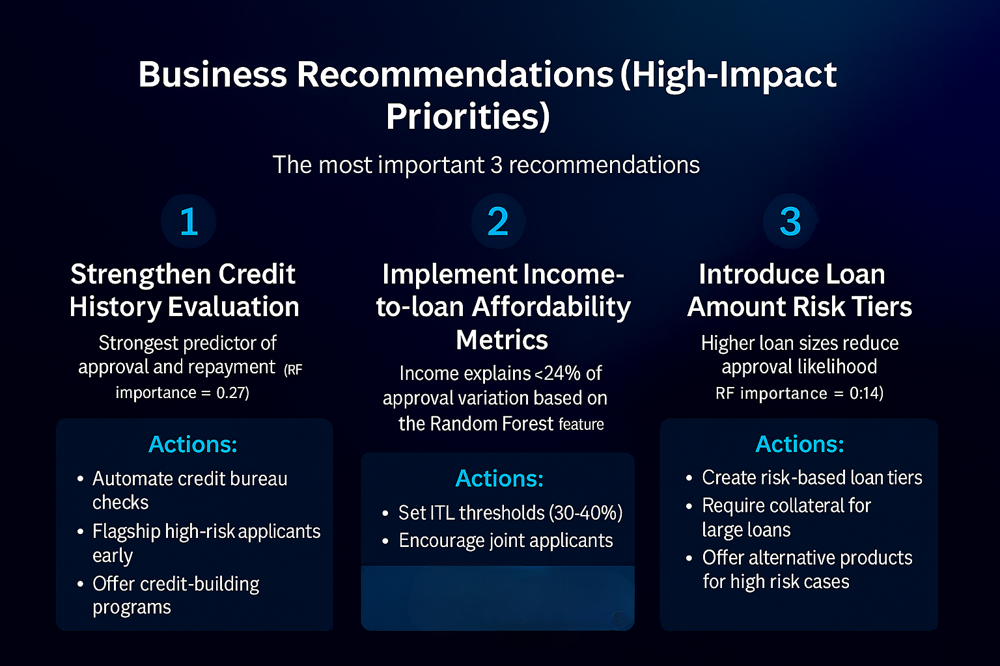 Business Recommendations (High-Impact
Priorities)
The most important 3 recommendations
1
Strengthen Credit
History Evaluation
Strongest predictor of
approval and repayment (RF
importance = 0.27)
Actions:
• Automate credit bureau
checks
• Flagship high-risk applicants
early
• Offer credit-building
programs
2
Implement Income-
to-loan Affordability
Metrics
Income explains <24% of
approval variation based on
the Random Forest feature
Actions:
• Set ITL thresholds (30-40%)
• Encourage joint applicants
3
Introduce Loan
Amount Risk Tiers
Higher loan sizes reduce
approval likelihood
RF importance = 0:14)
Actions:
• Create risk-based loan tiers
• Require collateral for
large loans
• Offer alternative products
for high risk cases